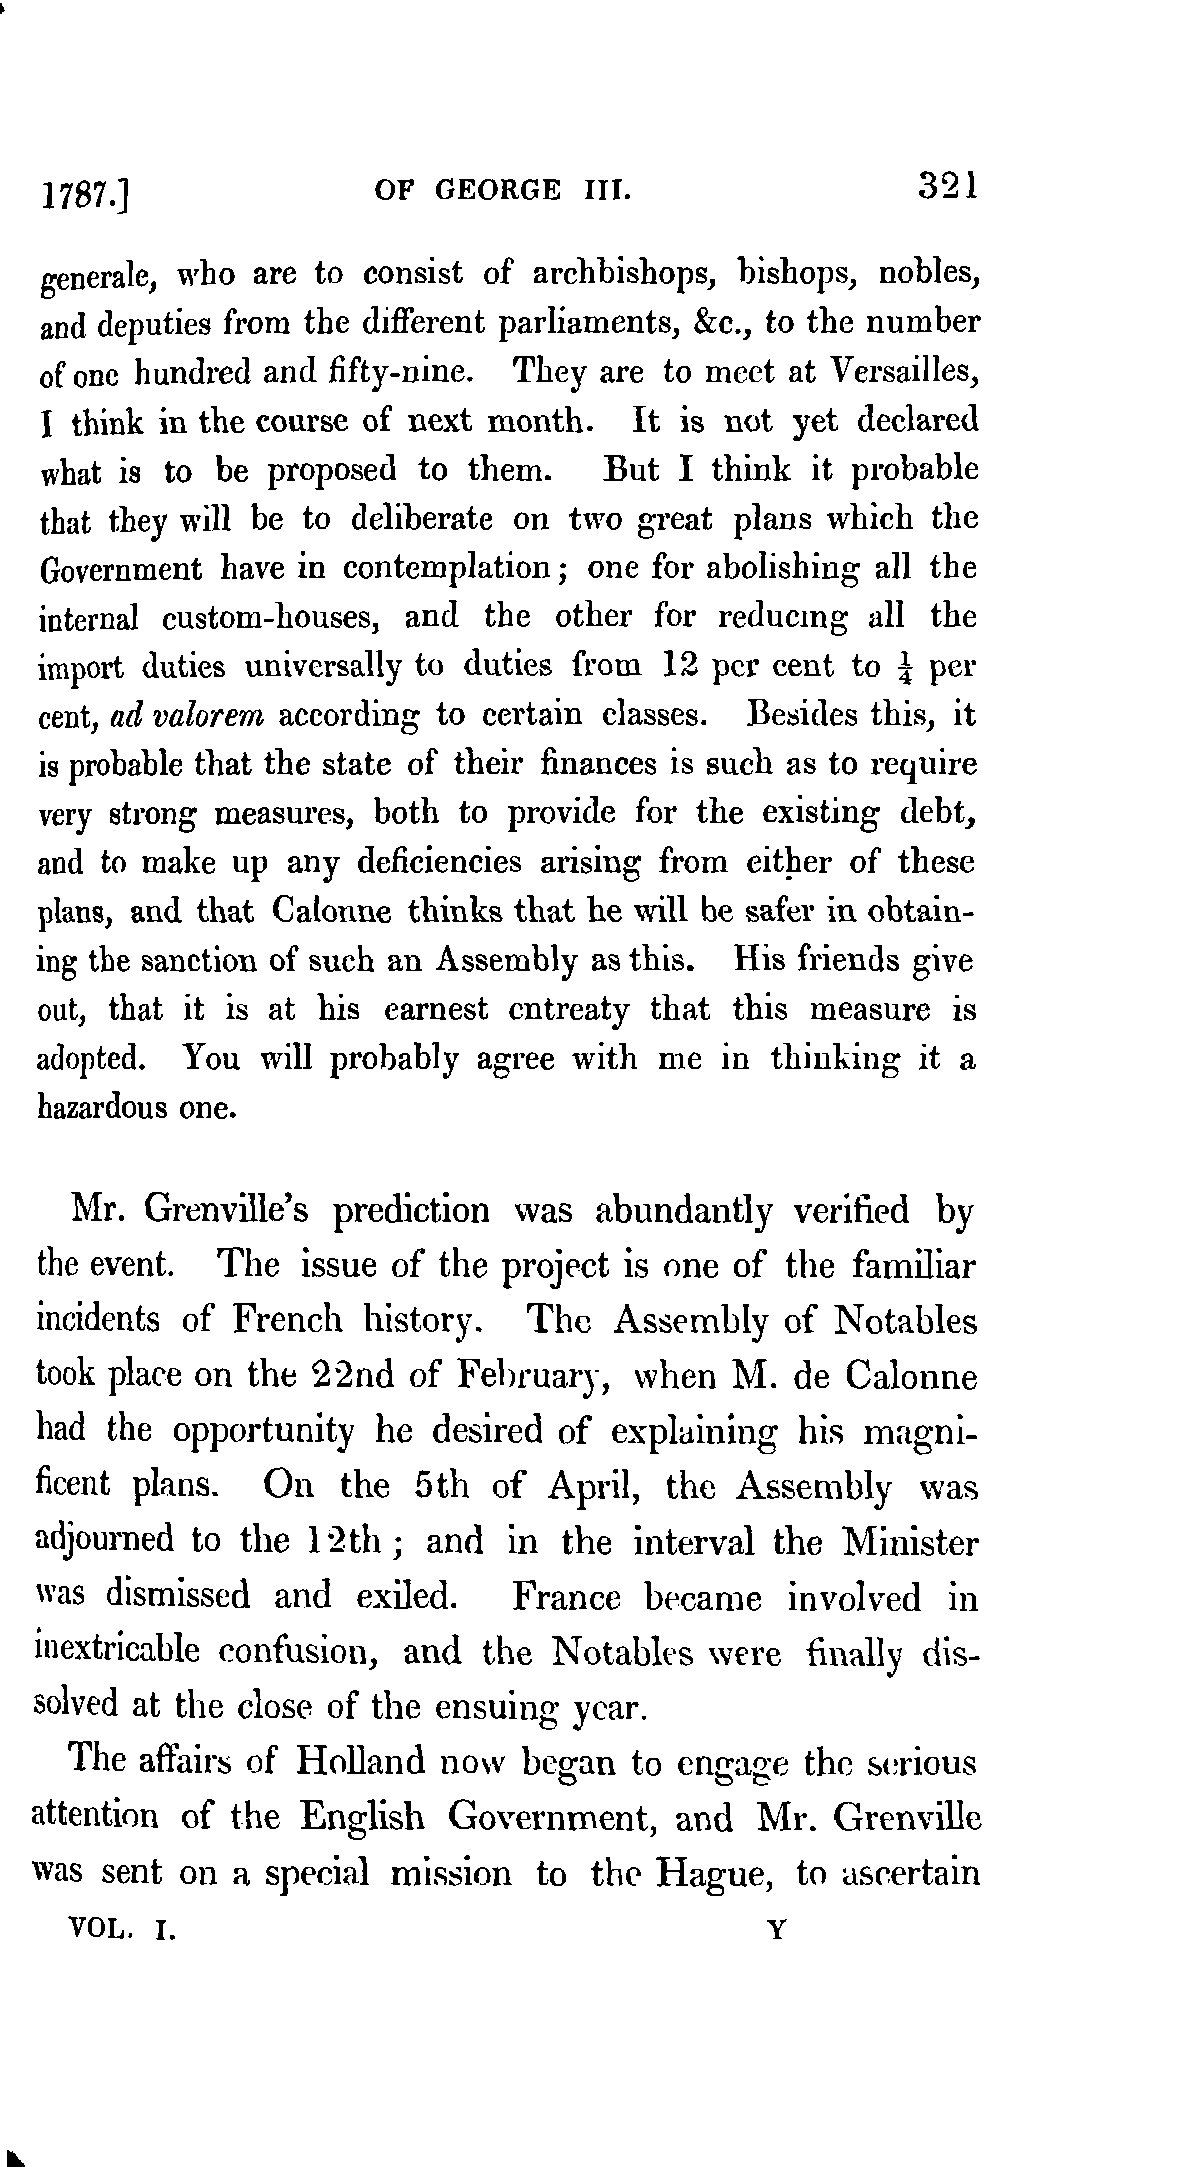 1787.] OF GEORGE III. 321
generale, who are to consist of archbishops, bishops, nobles,
and deputies from the different parliaments, &c., to the number
of one hundred and fifty-nine. They are to meet at Versailles,
I think in the course of next month. It is not yet declared
what is to be proposed to them. But I think it probable
that they will be to deliberate on two great plans which the
Government have in contemplation; one for abolishing all the
internal custom-houses, and the other for reducing all the
import duties universally to duties from 12 per cent to ¼ per
cent, ad valorem according to certain classes. Besides this, it
is probable that the state of their finances is such as to require
very strong measures, both to provide for the existing debt,
and to make up any deficiencies arising from either of these
plans, and that Calonne thinks that he will be safer in obtain-
ing the sanction of such an Assembly as this. His friends give
out, that it is at his earnest entreaty that this measure is
adopted. You will probably agree with me in thinking it a
hazardous one.
Mr. Grenville's prediction was abundantly verified by
the event. The issue of the project is one of the familiar
incidents of French history. The Assembly of Notables
took place on the 22nd of February, when M. de Calonne
had the opportunity he desired of explaining his magni-
ficent plans. On the 5th of April, the Assembly was
adjourned to the 12th; and in the interval the Minister
was dismissed and exiled. France became involved in
inextricable confusion, and the Notables were finally dis-
solved at the close of the ensuing year.
The affairs of Holland now began to engage the serious
attention of the English Government, and Mr. Grenville
was sent on a special mission to the Hague, to ascertain
VOL. I. Y